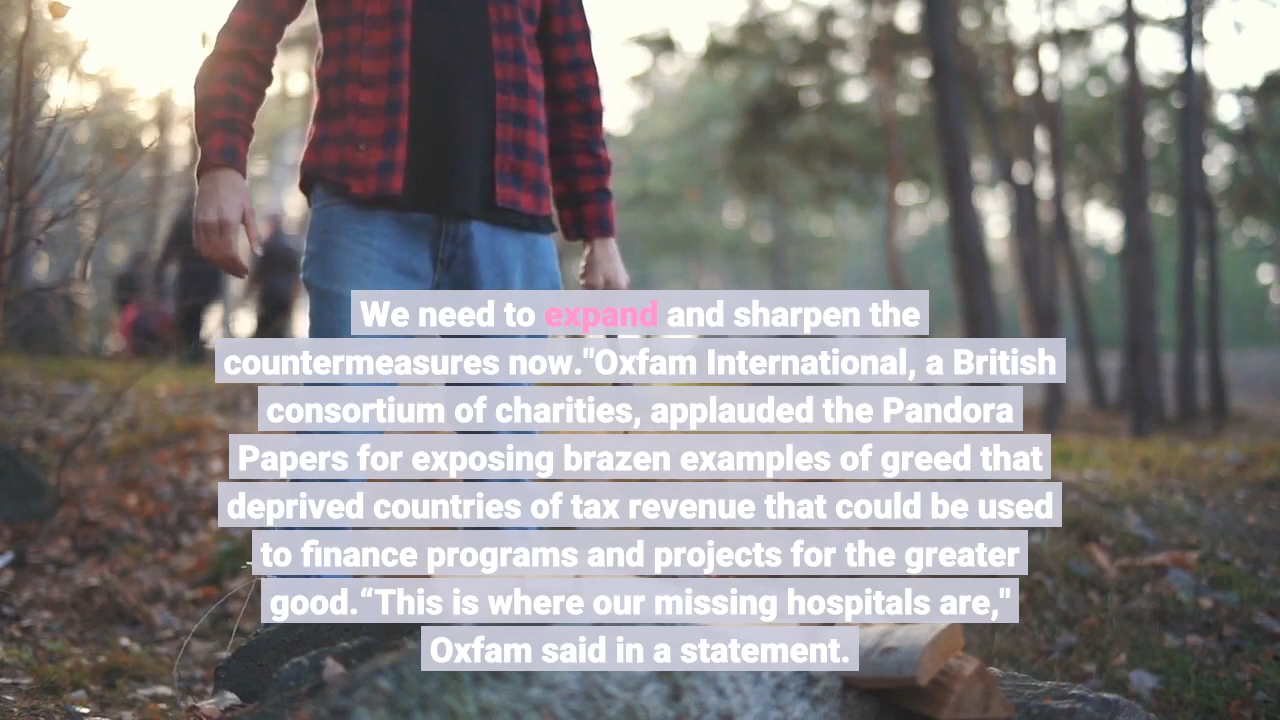 We need to expand and sharpen the
countermeasures now."Oxfam International, a British
consortium of charities, applauded the Pandora
Papers for exposing brazen examples of greed that
deprived countries of tax revenue that could be used
to finance programs and projects for the greater
good.“This is where our missing hospitals are,"
Oxfam said in a statement.